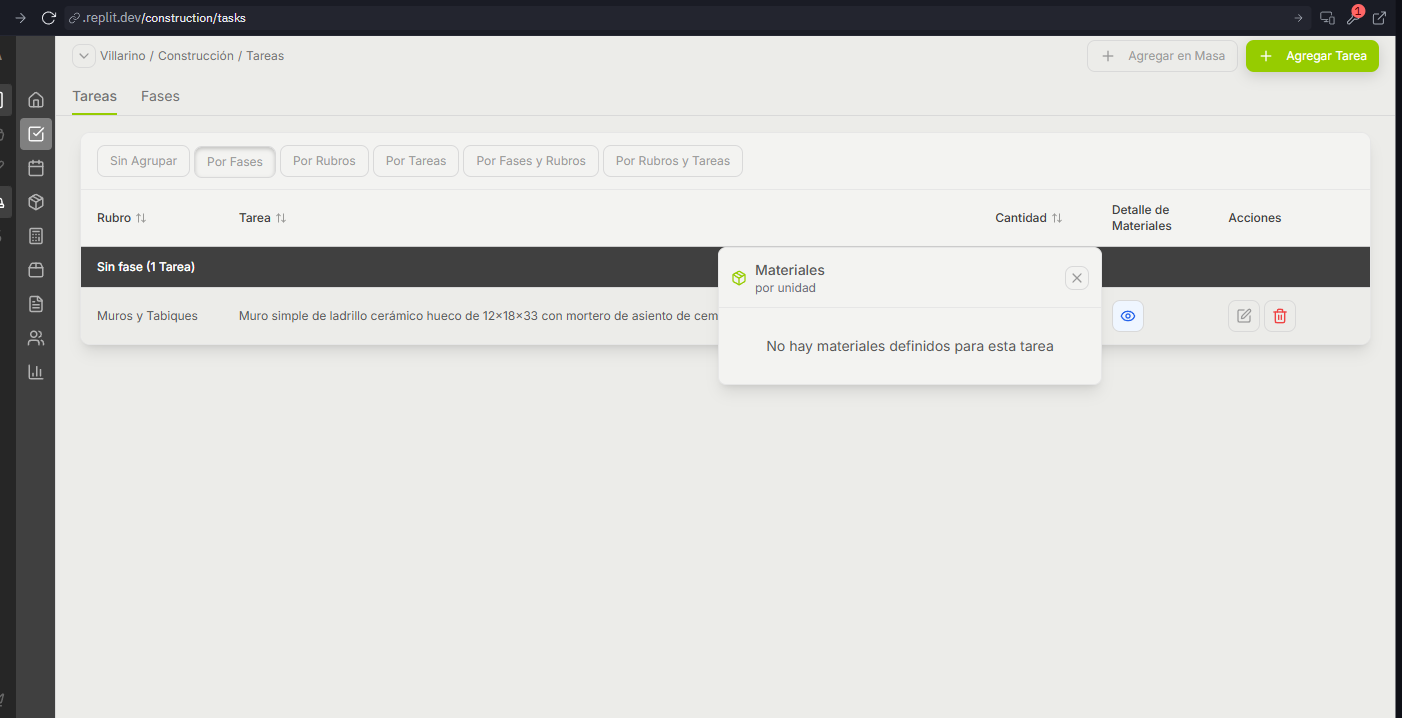 .replit.dev/construction/tasks
1
Villarino / Construcción / Tareas
Agregar en Masa
Agregar Tarea
Tareas
Fases
Sin Agrupar
Por Fases
Por Rubros
Por Tareas
Por Fases y Rubros
Por Rubros y Tareas
Rubro
Tarea
Cantidad
Detalle de
Materiales
Acciones
Sin fase (1 Tarea)
Materiales
por unidad
Muros y Tabiques
Muro simple de ladrillo cerámico hueco de 12x18x33 con mortero de asiento de cem
No hay materiales definidos para esta tarea